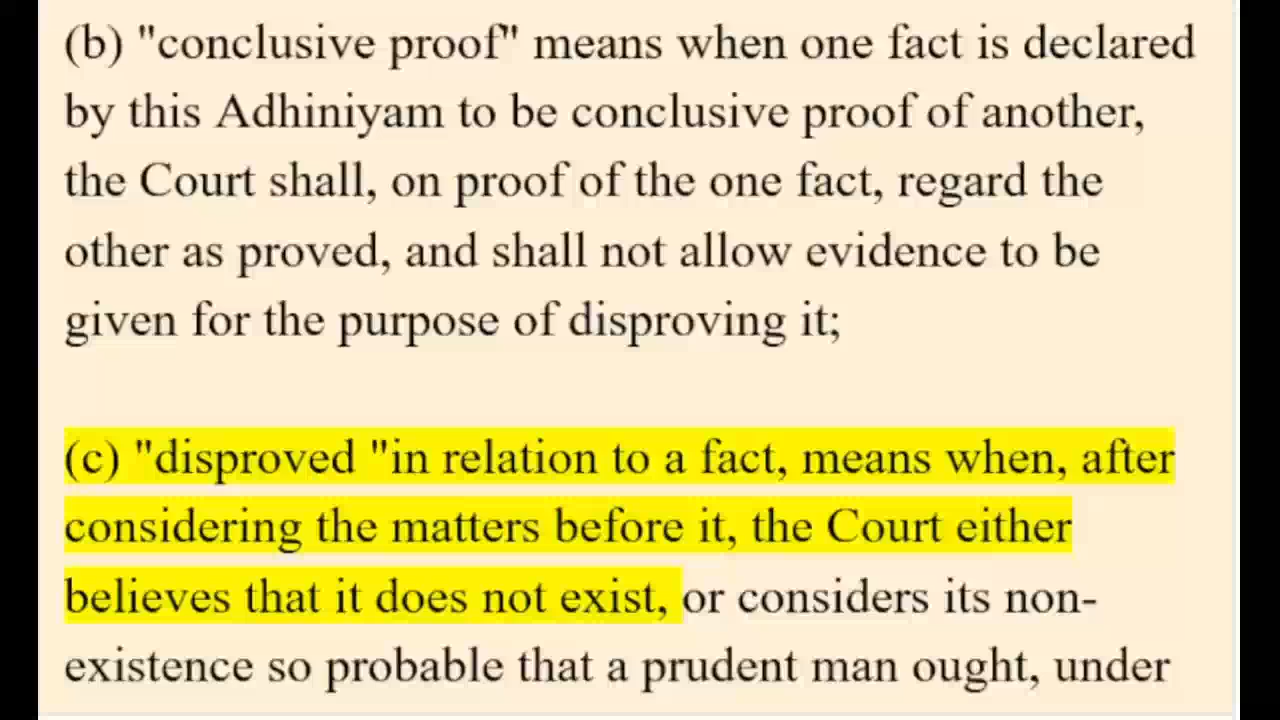 (b) "conclusive proof" means when one fact is declared
by this Adhiniyam to be conclusive proof of another,
the Court shall, on proof of the one fact, regard the
other as proved, and shall not allow evidence to be
given for the purpose of disproving it;
(c) "disproved "in relation to a fact, means when, after
considering the matters before it, the Court either
believes that it does not exist, or considers its non-
existence so probable that a prudent man ought, under